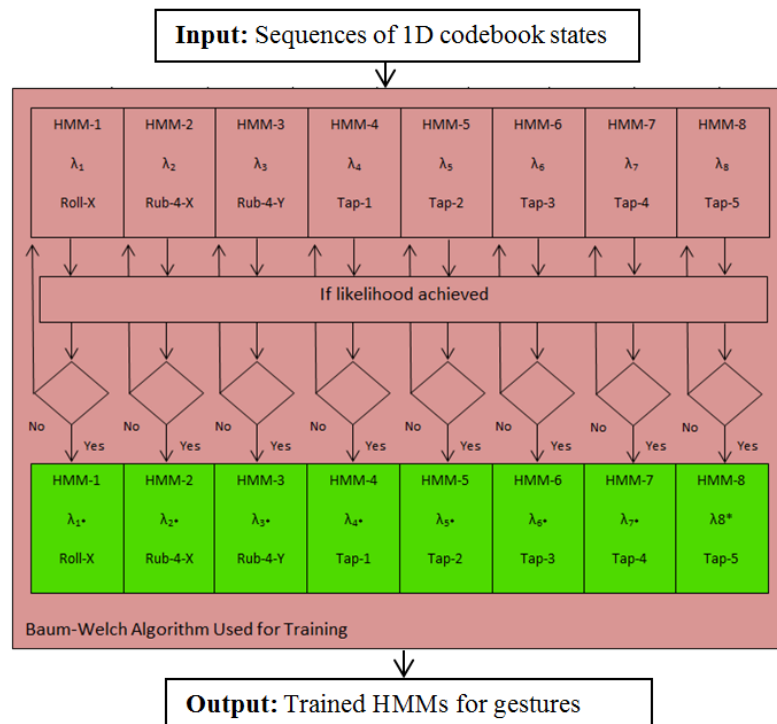 Input: Sequences of 1D codebook states
HMM-1 HMM-2 HMM-3 HMM-4 HMM-5 HMM-6 HMM-7 HMM-8
λ₁ λ₂ λ₃ λ₄ λ₅ λ₆ λ₇ λ₈
Roll-X Rub-4-X Rub-4-Y Tap-1 Tap-2 Tap-3 Tap-4 Tap-5
If likelihood achieved
No No No No No No No No
Yes Yes Yes Yes Yes Yes Yes Yes
HMM-1 HMM-2 HMM-3 HMM-4 HMM-5 HMM-6 HMM-7 HMM-8
λ₁* λ₂* λ₃* λ₄* λ₅* λ₆* λ₇* λ8*
Roll-X Rub-4-X Rub-4-Y Tap-1 Tap-2 Tap-3 Tap-4 Tap-5
Baum-Welch Algorithm Used for Training
Output: Trained HMMs for gestures